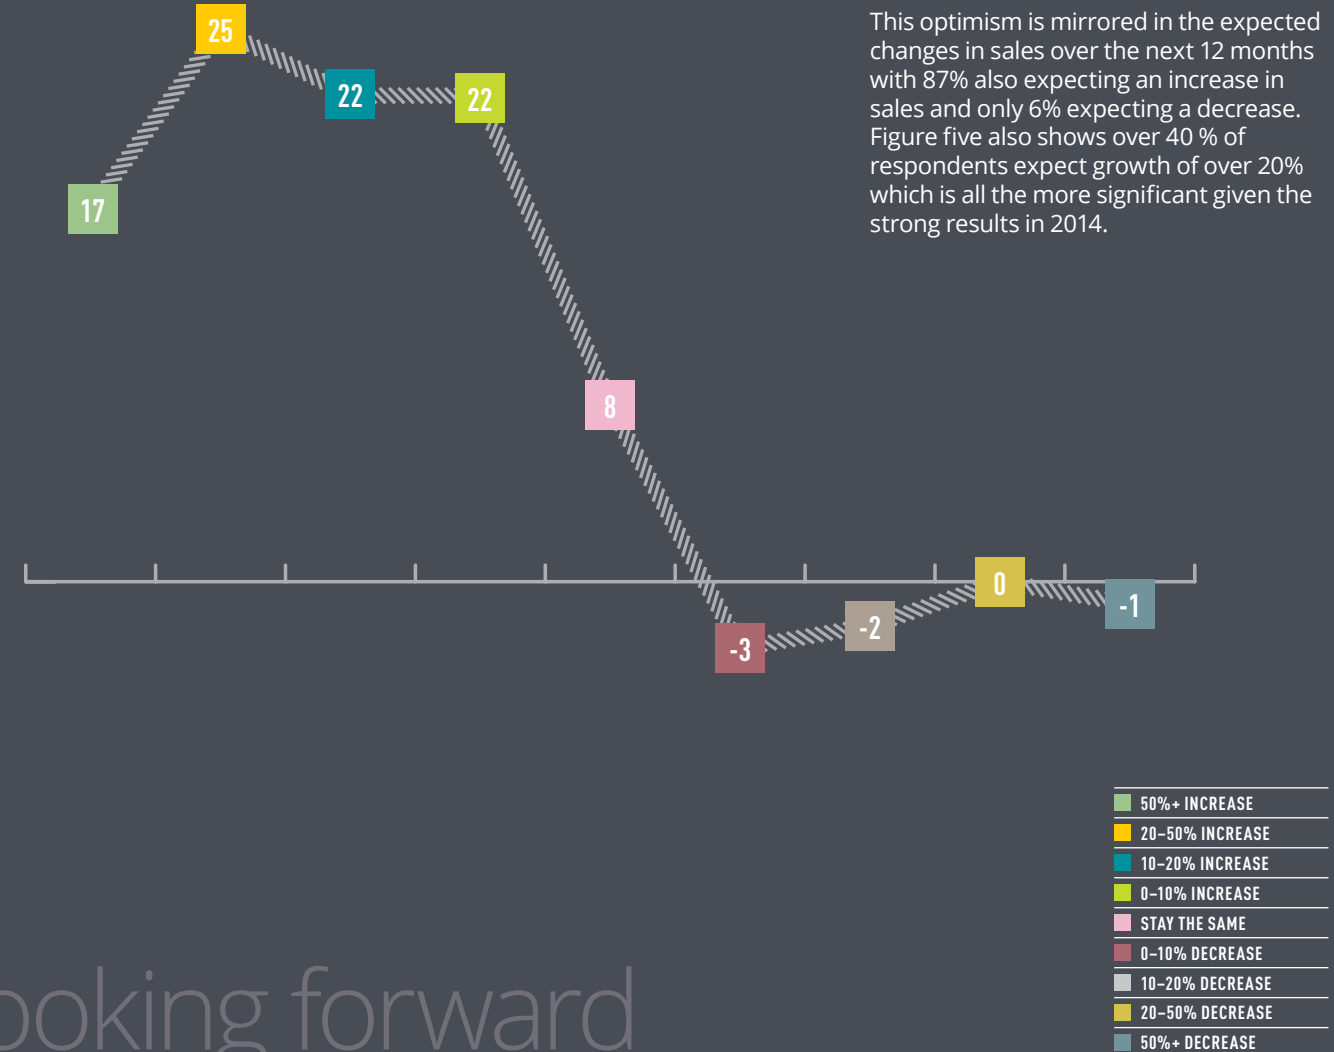 25
22
22
17
8
-3
-2
0
-1
This optimism is mirrored in the expected
changes in sales over the next 12 months
with 87% also expecting an increase in
sales and only 6% expecting a decrease.
Figure five also shows over 40 % of
respondents expect growth of over 20%
which is all the more significant given the
strong results in 2014.
50%+ INCREASE
20–50% INCREASE
10–20% INCREASE
0–10% INCREASE
STAY THE SAME
0–10% DECREASE
10–20% DECREASE
20–50% DECREASE
50%+ DECREASE
ooking forward